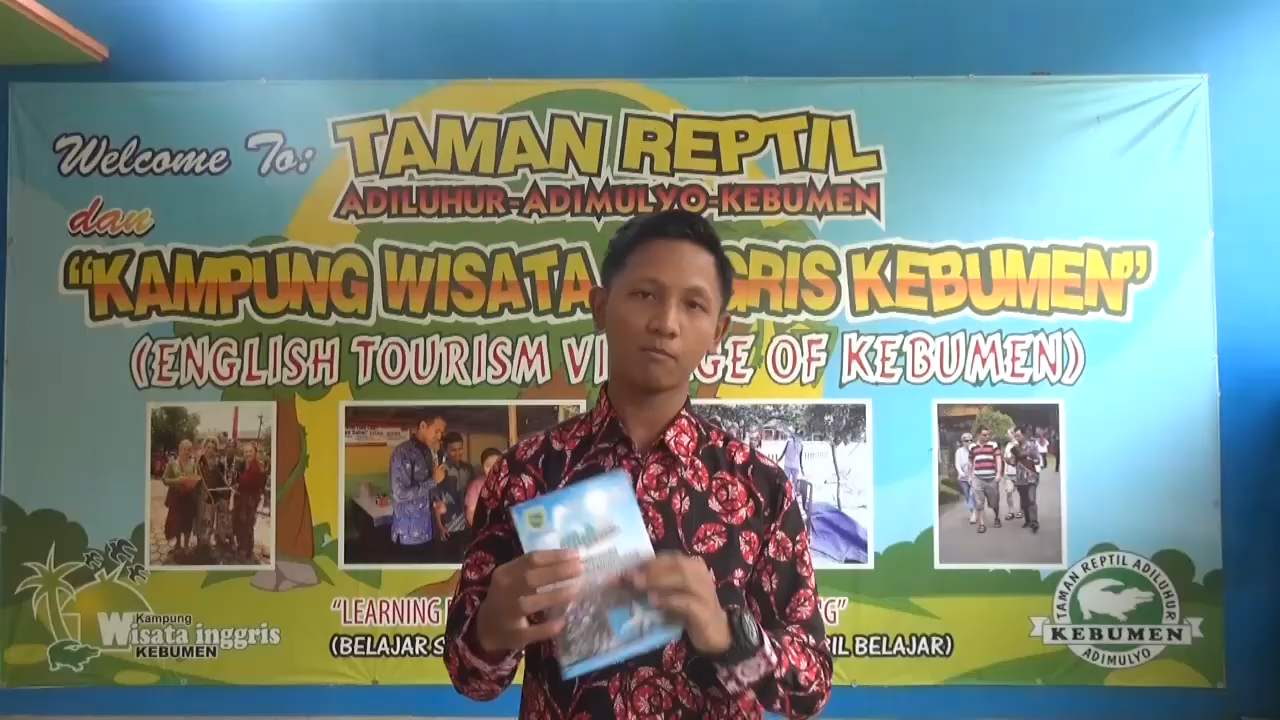 Welcome To: TAMAN REPTIL
ADILUHUR-ADIMULYO-KEBUMEN
dan
"KAMPUNG WISATA GRIS KEBUMEN"
(ENGLISH TOURISM VI GE OF KEBUMEN)
"LEARNING
(BELAJAR S
IL BELAJAR)
Kampung
Wisata inggris
KEBUMEN
TAMAN REPTIL ADILUHUR
KEBUMEN
ADIMULYO